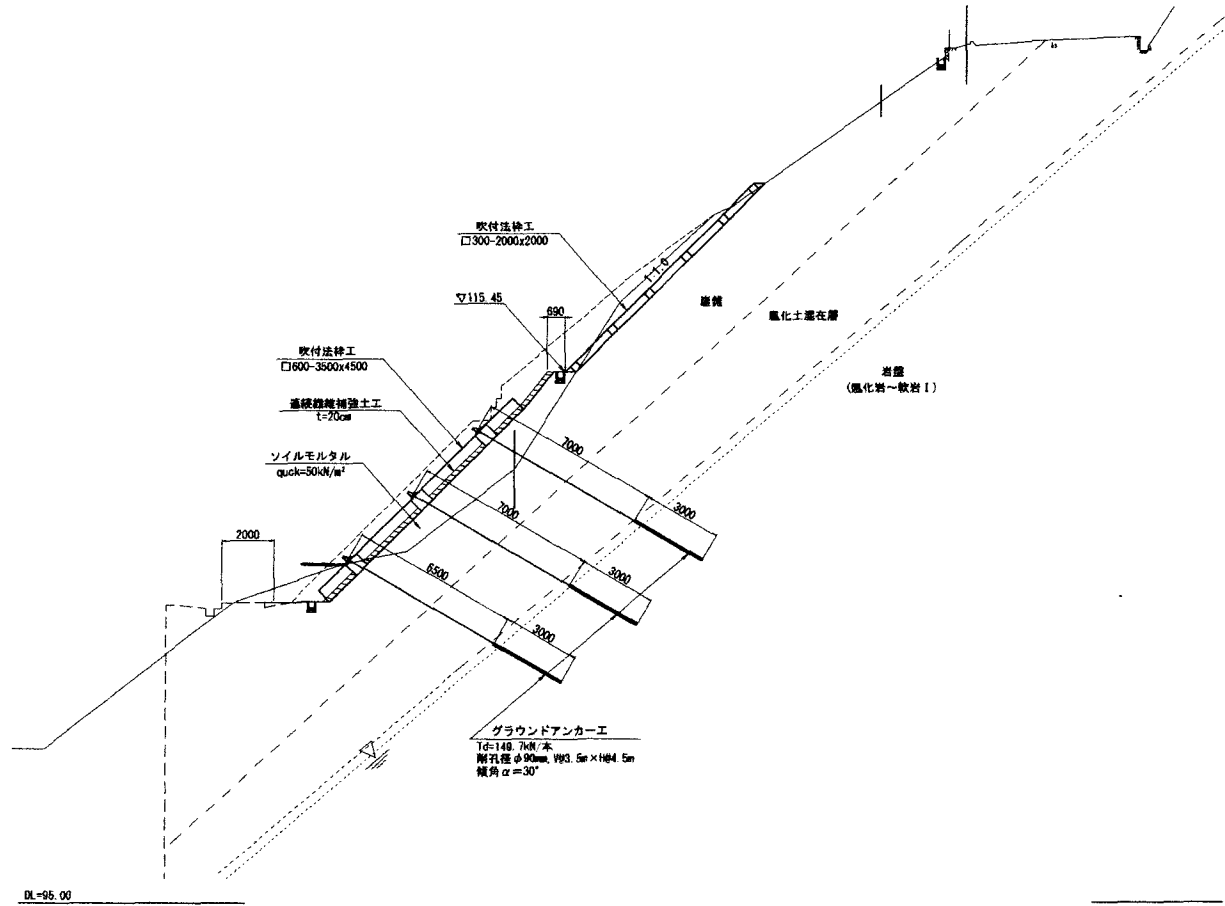 吹付法枠工
□300-2000x2000
1:1.0
▽115.45
690
崖錐
風化土混在層
岩盤
(風化岩～軟岩Ⅰ)
吹付法枠工
□600-3500x4500
連続繊維補強土工
t=20cm
ソイルモルタル
quck=50kN/m²
7000
3000
7000
3000
2000
6500
3000
グラウンドアンカー工
Td=149.7kN/本
削孔径φ90mm, V@3.5m×H@4.5m
傾角α=30°
DL=95.00